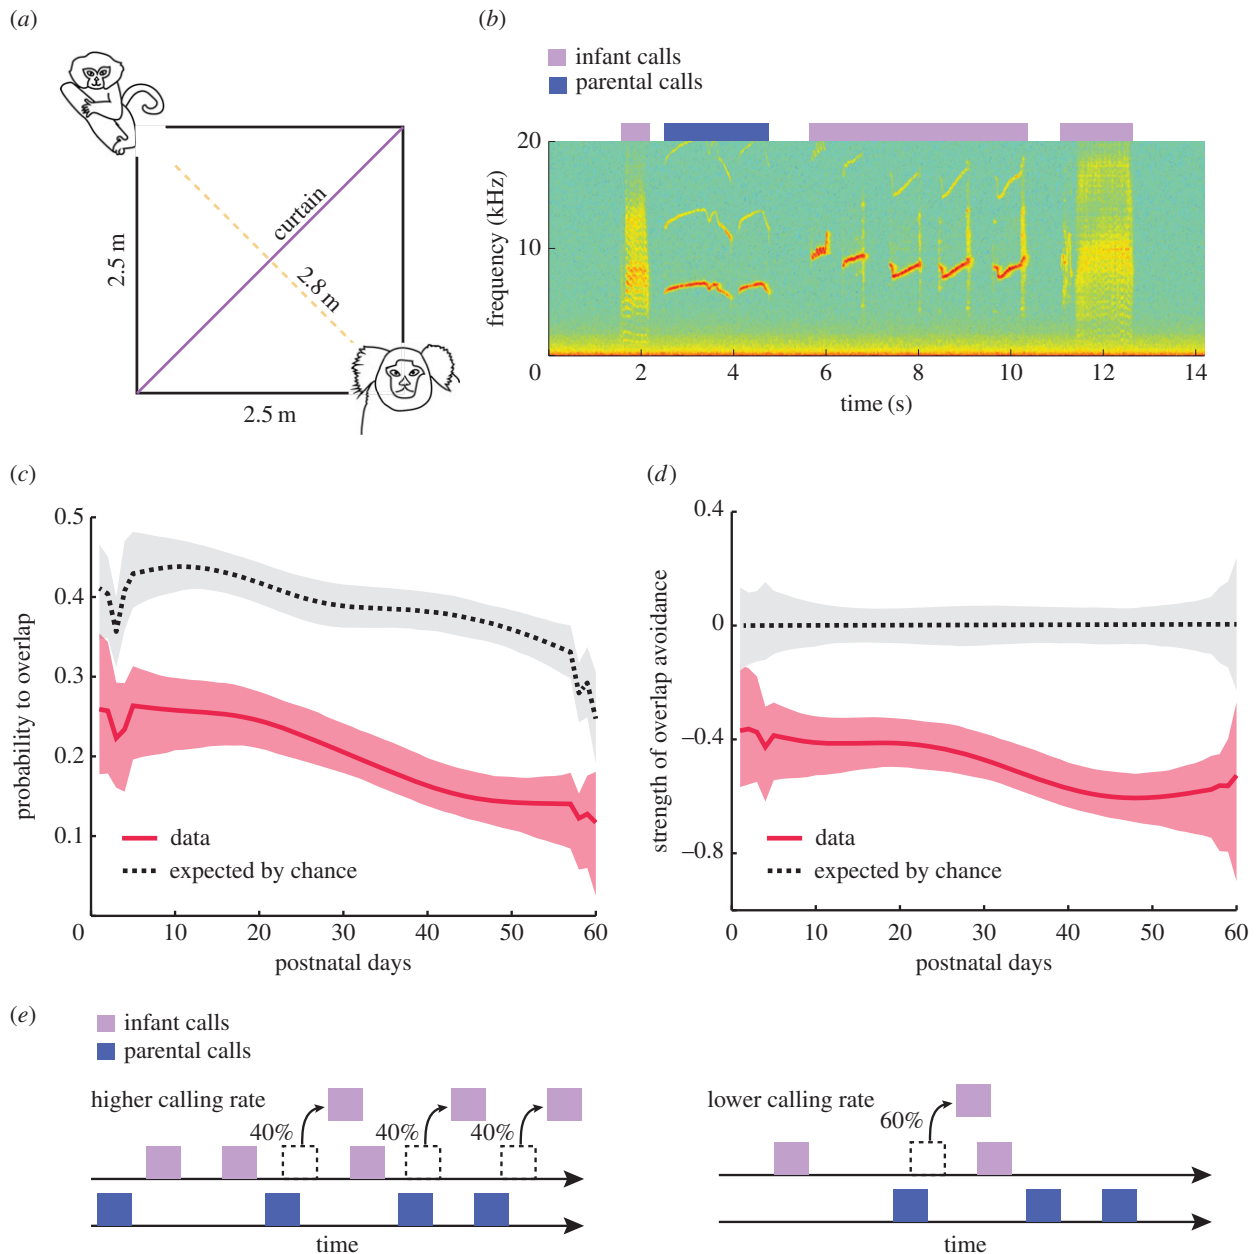 (a)
curtain
2.8 m
2.5 m
2.5 m
(b)
infant calls
parental calls
20
10
0
frequency (kHz)
0 2 4 6 8 10 12 14
time (s)
(c)
0.5
0.4
0.3
0.2
0.1
probability to overlap
data
expected by chance
0 10 20 30 40 50 60
postnatal days
(d)
0.4
0
−0.4
−0.8
strength of overlap avoidance
data
expected by chance
0 10 20 30 40 50 60
postnatal days
(e)
infant calls
parental calls
higher calling rate
40% 40% 40%
time
lower calling rate
60%
time